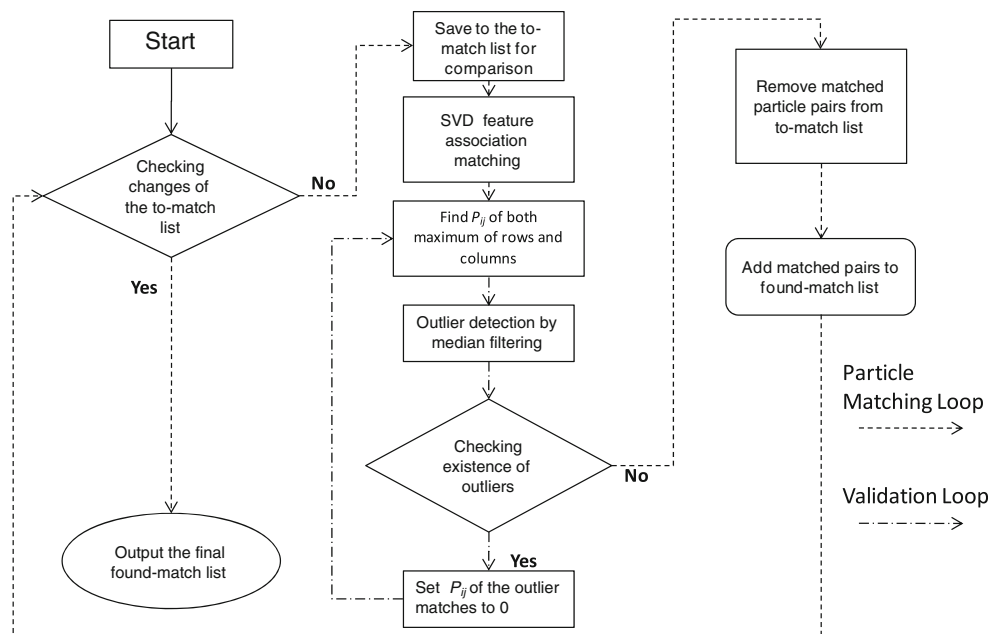 Start
Checking
changes of
the to-match
list
No
Yes
Output the final
found-match list
Save to the to-
match list for
comparison
SVD feature
association
matching
Find Pij of both
maximum of rows and
columns
Outlier detection by
median filtering
Checking
existence of
outliers
No
Yes
Set Pij of the outlier
matches to 0
Remove matched
particle pairs from
to-match list
Add matched pairs to
found-match list
Particle
Matching Loop
Validation Loop